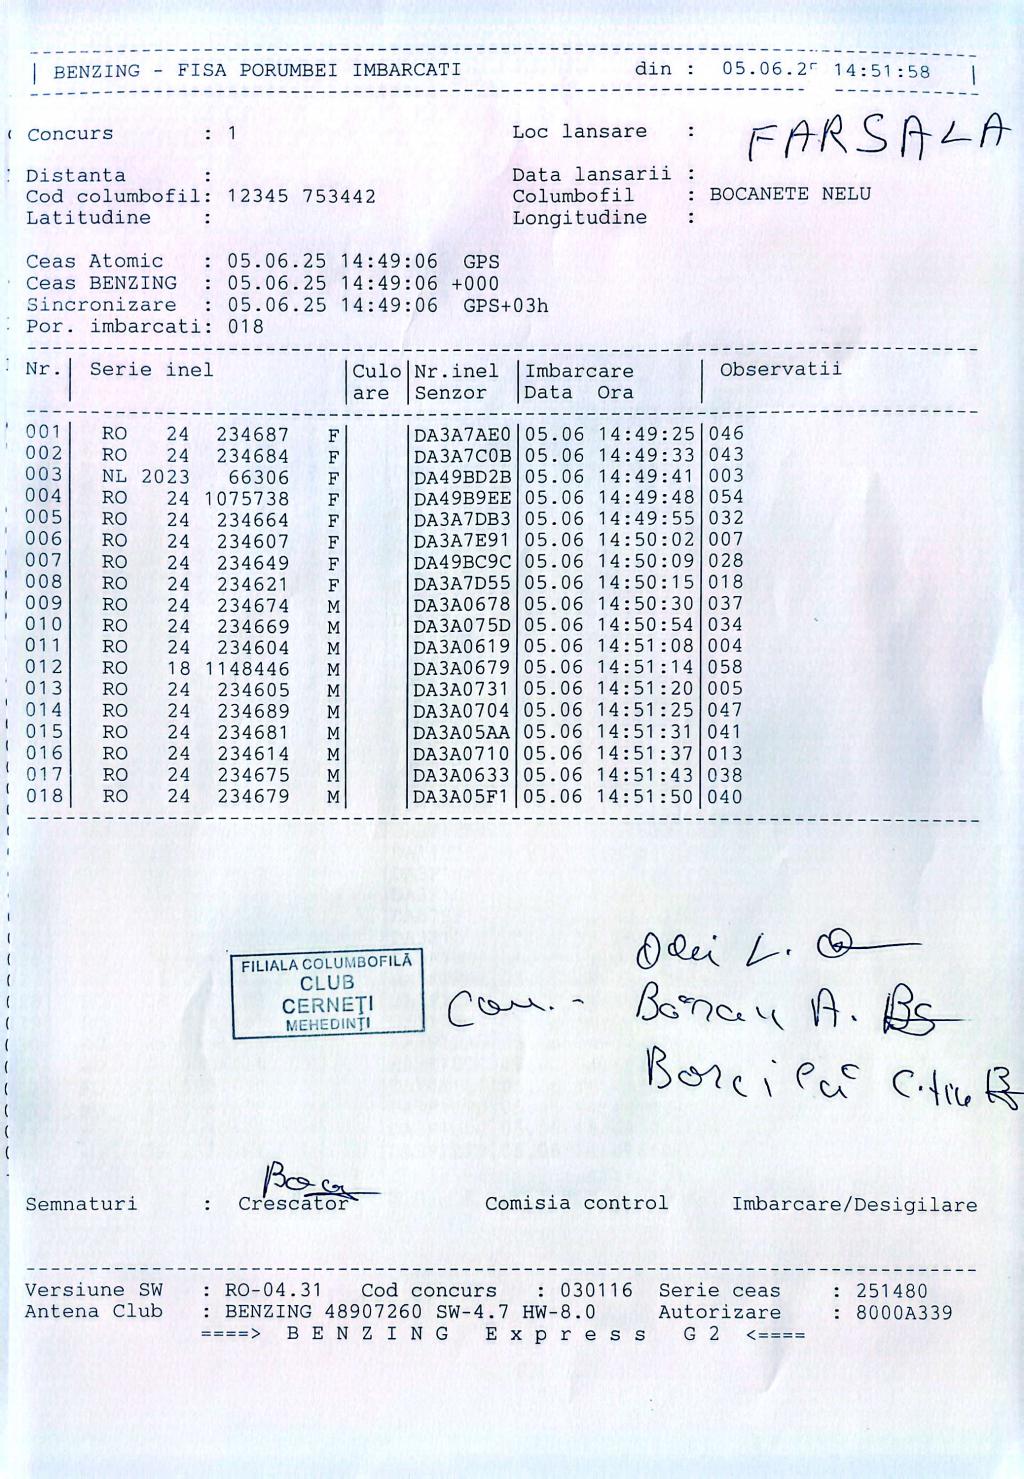 BENZING - FISA PORUMBEI IMBARCATI din : 05.06.2 14:51:58
Concurs : 1 Loc lansare : FARSALA
Distanta : Data lansarii :
Cod columbofil: 12345 753442 Columbofil : BOCANETE NELU
Latitudine : Longitudine :
Ceas Atomic : 05.06.25 14:49:06 GPS
Ceas BENZING : 05.06.25 14:49:06 +000
Sincronizare : 05.06.25 14:49:06 GPS+03h
Por. imbarcati: 018
Nr.| Serie inel |Culo|Nr.inel |Imbarcare | Observatii
| |are |Senzor |Data Ora |
001| RO 24 234687 F| |DA3A7AE0|05.06 14:49:25|046
002| RO 24 234684 F| |DA3A7C0B|05.06 14:49:33|043
003| NL 2023 66306 F| |DA49BD2B|05.06 14:49:41|003
004| RO 24 1075738 F| |DA49B9EE|05.06 14:49:48|054
005| RO 24 234664 F| |DA3A7DB3|05.06 14:49:55|032
006| RO 24 234607 F| |DA3A7E91|05.06 14:50:02|007
007| RO 24 234649 F| |DA49BC9C|05.06 14:50:09|028
008| RO 24 234621 F| |DA3A7D55|05.06 14:50:15|018
009| RO 24 234674 M| |DA3A0678|05.06 14:50:30|037
010| RO 24 234669 M| |DA3A075D|05.06 14:50:54|034
011| RO 24 234604 M| |DA3A0619|05.06 14:51:08|004
012| RO 18 1148446 M| |DA3A0679|05.06 14:51:14|058
013| RO 24 234605 M| |DA3A0731|05.06 14:51:20|005
014| RO 24 234689 M| |DA3A0704|05.06 14:51:25|047
015| RO 24 234681 M| |DA3A05AA|05.06 14:51:31|041
016| RO 24 234614 M| |DA3A0710|05.06 14:51:37|013
017| RO 24 234675 M| |DA3A0633|05.06 14:51:43|038
018| RO 24 234679 M| |DA3A05F1|05.06 14:51:50|040
FILIALA COLUMBOFILĂ
CLUB
CERNEȚI
MEHEDINȚI
Semnaturi : Crescator Comisia control Imbarcare/Desigilare
Versiune SW : RO-04.31 Cod concurs : 030116 Serie ceas : 251480
Antena Club : BENZING 48907260 SW-4.7 HW-8.0 Autorizare : 8000A339
====> B E N Z I N G E x p r e s s G 2 <====